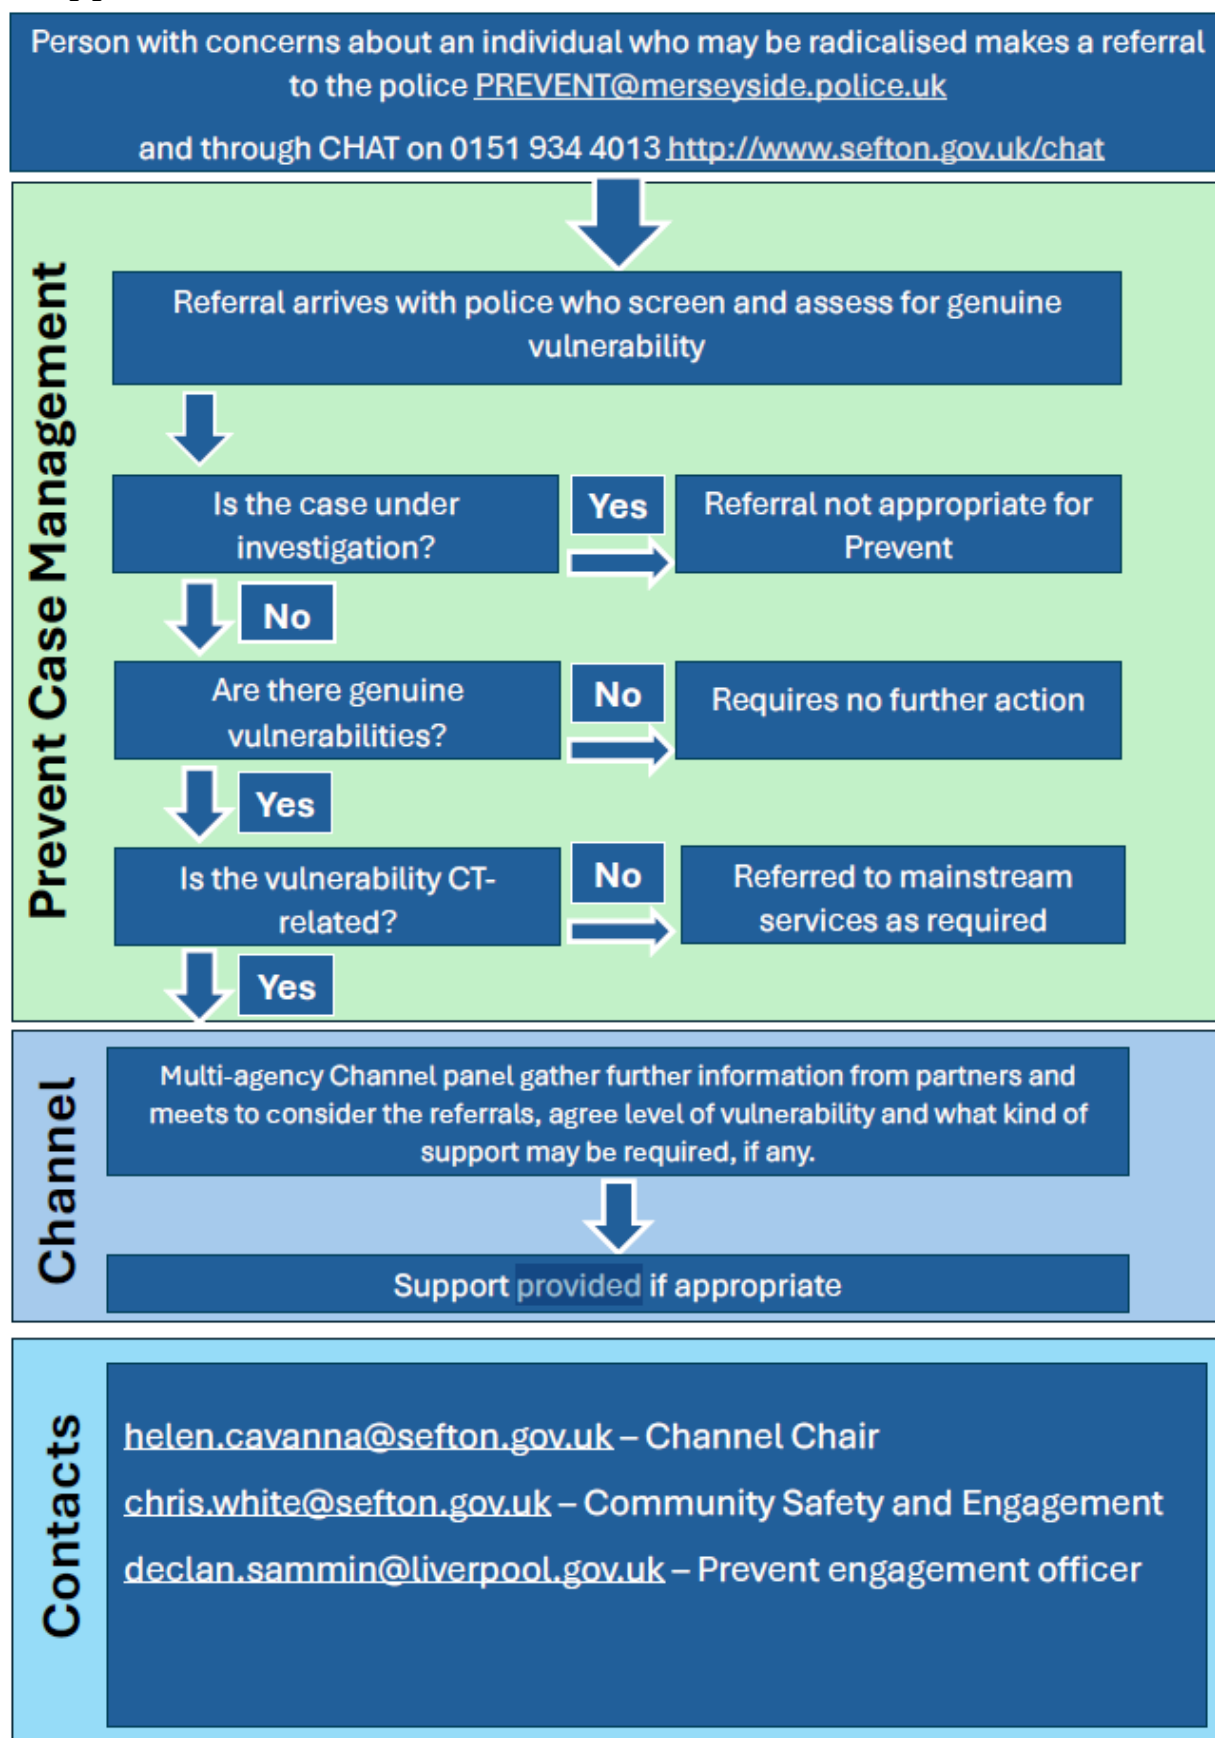 Person with concerns about an individual who may be radicalised makes a referral
to the police PREVENT@merseyside.police.uk
and through CHAT on 0151 934 4013 http://www.sefton.gov.uk/chat
Prevent Case Management
Referral arrives with police who screen and assess for genuine
vulnerability
Is the case under
investigation?
Yes
Referral not appropriate for
Prevent
No
Are there genuine
vulnerabilities?
No
Requires no further action
Yes
Is the vulnerability CT-
related?
No
Referred to mainstream
services as required
Yes
Channel
Multi-agency Channel panel gather further information from partners and
meets to consider the referrals, agree level of vulnerability and what kind of
support may be required, if any.
Support provided if appropriate
Contacts
helen.cavanna@sefton.gov.uk – Channel Chair
chris.white@sefton.gov.uk – Community Safety and Engagement
declan.sammin@liverpool.gov.uk – Prevent engagement officer